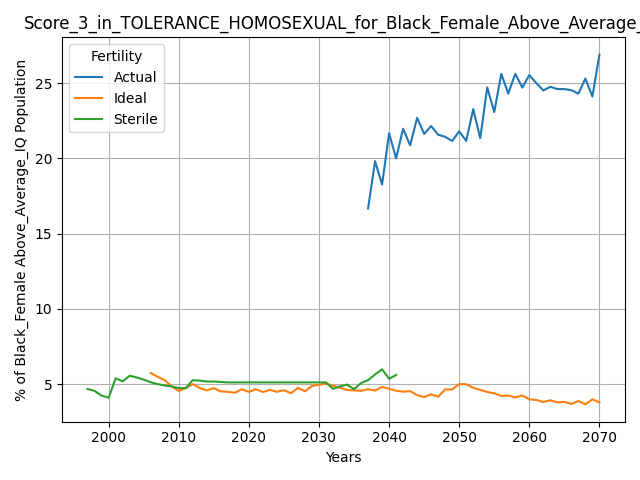 Score_3_in_TOLERANCE_HOMOSEXUAL_for_Black_Female_Above_Average_
Fertility
Actual
Ideal
Sterile
% of Black_Female Above_Average_IQ Population
25
20
15
10
5
2000 2010 2020 2030 2040 2050 2060 2070
Years